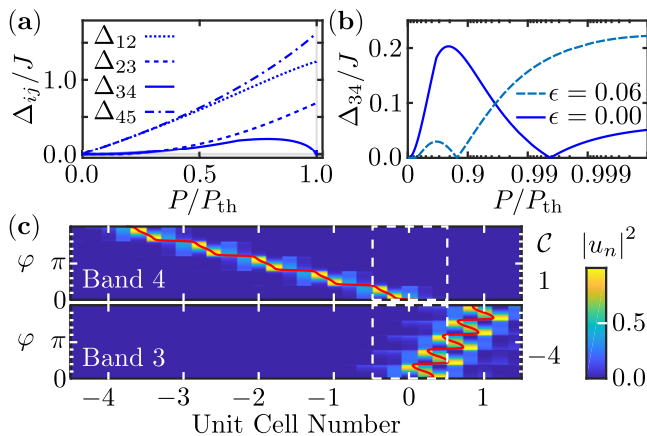 (a)
Δ₁₂
Δ₂₃
Δ₃₄
Δ₄₅
Δᵢⱼ/J
1.0
0.0
0.0 0.5 1.0
P/Pₜₕ
(b)
Δ₃₄/J
0.2
0.1
0
ϵ = 0.06
ϵ = 0.00
0 0.9 0.99 0.999
P/Pₜₕ
(c)
φ π
0
Band 4
φ π
0
Band 3
C
1
−4
|uₙ|²
0.5
0.0
−4 −3 −2 −1 0 1
Unit Cell Number